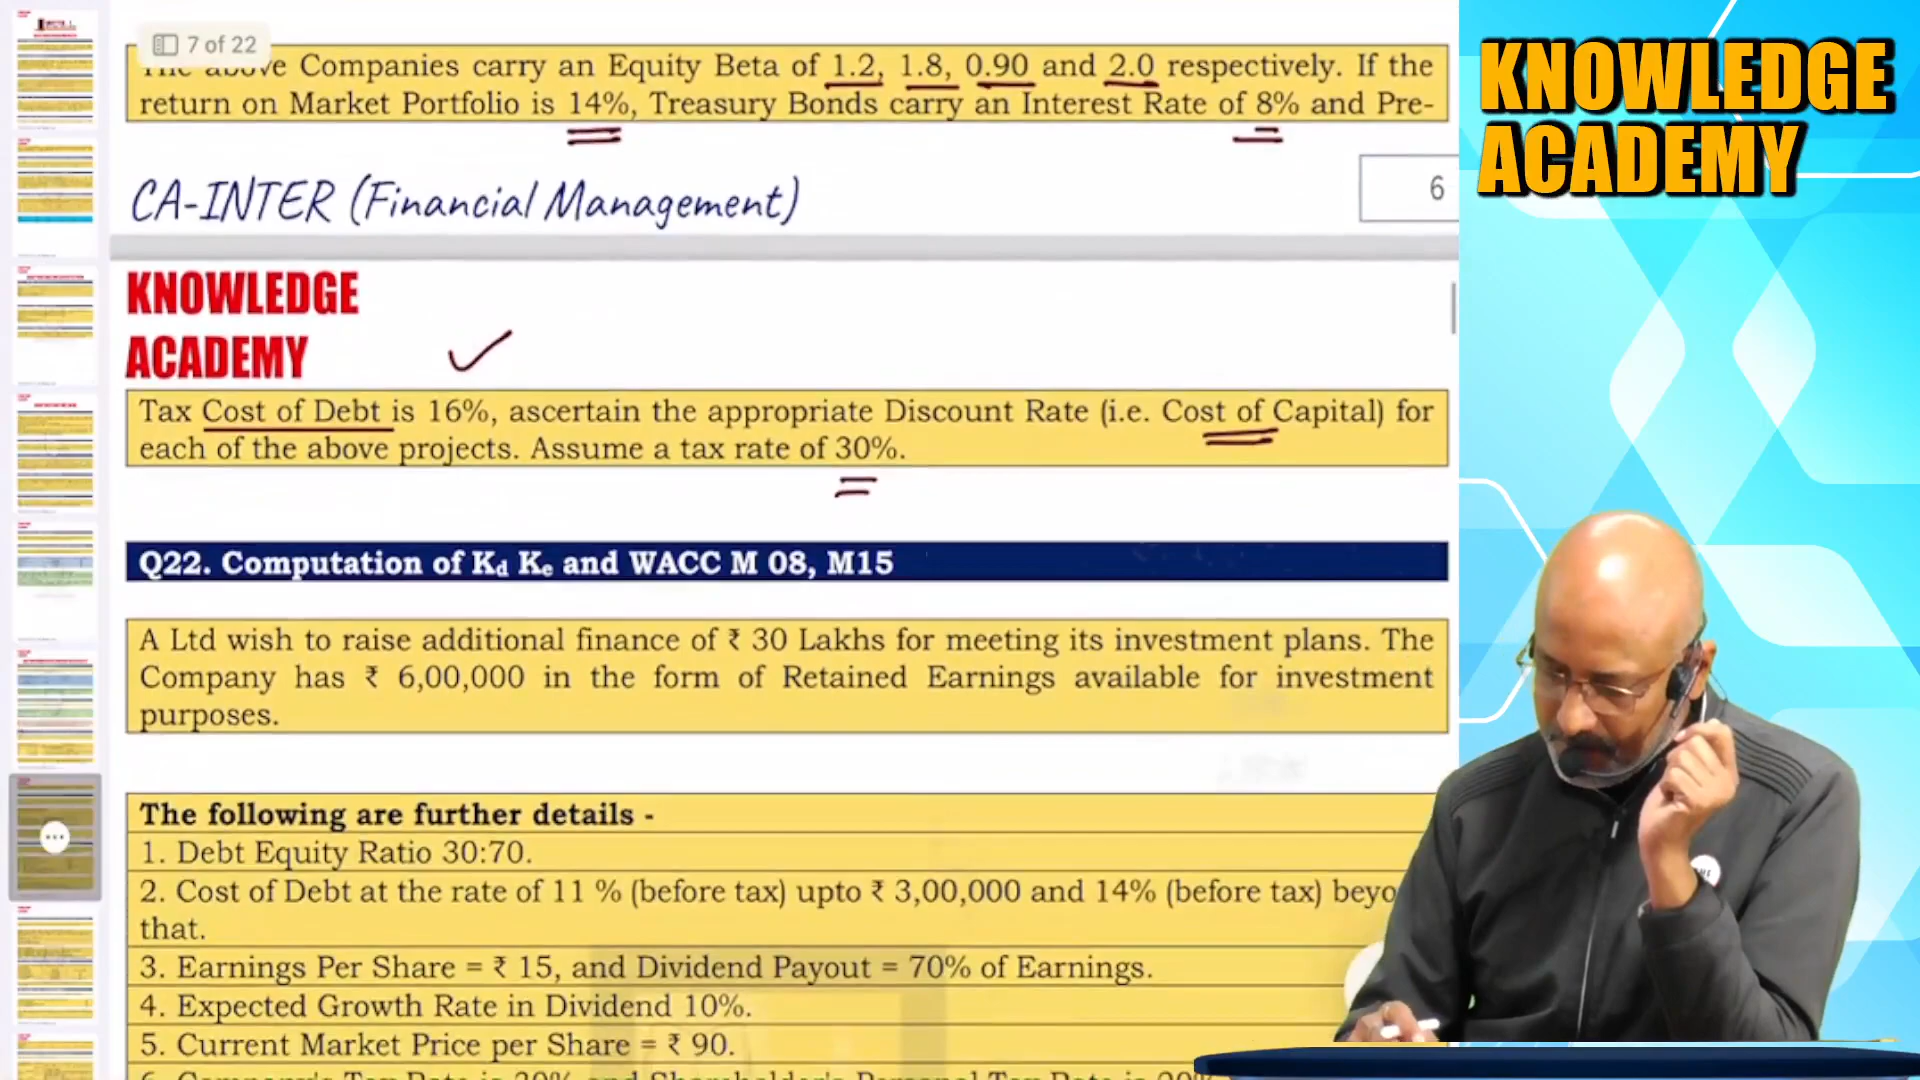 7 of 22
above Companies carry an Equity Beta of 1.2, 1.8, 0.90 and 2.0 respectively. If the
return on Market Portfolio is 14%, Treasury Bonds carry an Interest Rate of 8% and Pre-
CA-INTER (Financial Management)
6
KNOWLEDGE
ACADEMY
Tax Cost of Debt is 16%, ascertain the appropriate Discount Rate (i.e. Cost of Capital) for
each of the above projects. Assume a tax rate of 30%.
Q22. Computation of Kd Ke and WACC M 08, M15
A Ltd wish to raise additional finance of ₹ 30 Lakhs for meeting its investment plans. The
Company has ₹ 6,00,000 in the form of Retained Earnings available for investment
purposes.
The following are further details -
1. Debt Equity Ratio 30:70.
2. Cost of Debt at the rate of 11 % (before tax) upto ₹ 3,00,000 and 14% (before tax) beyo
that.
3. Earnings Per Share = ₹ 15, and Dividend Payout = 70% of Earnings.
4. Expected Growth Rate in Dividend 10%.
5. Current Market Price per Share = ₹ 90.
KNOWLEDGE
ACADEMY